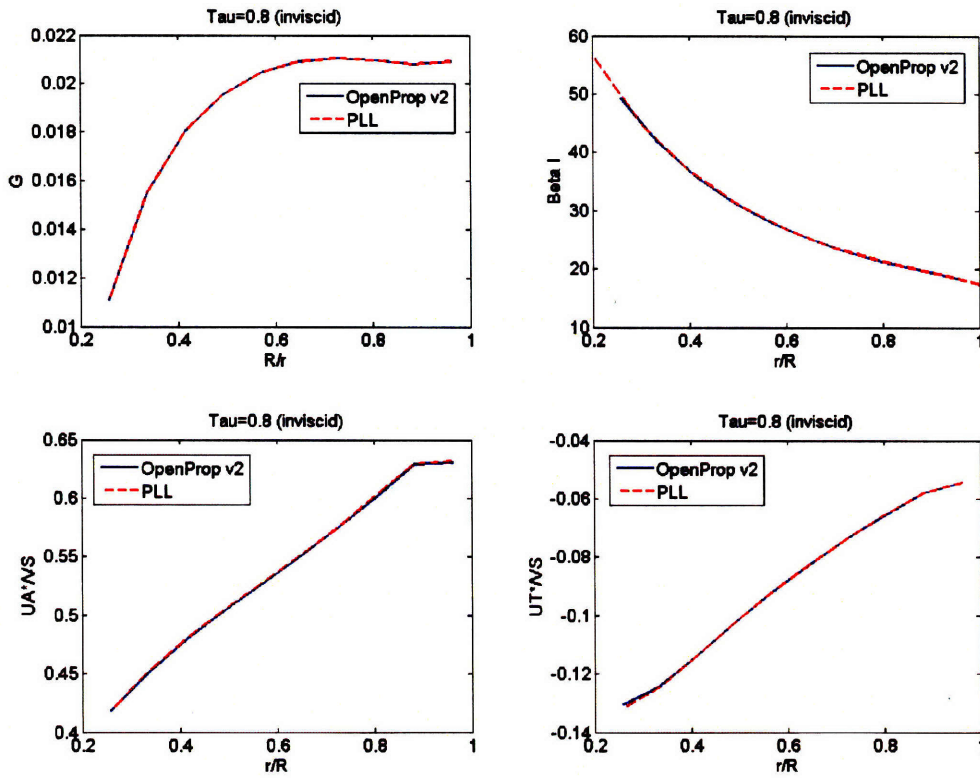 Tau=0.8 (inviscid)
0.022
0.02
0.018
0.016
0.014
0.012
0.01
G
OpenProp v2
PLL
0.2 0.4 0.6 0.8 1
R/r
Tau=0.8 (inviscid)
60
50
40
30
20
10
Beta I
OpenProp v2
PLL
0.2 0.4 0.6 0.8 1
r/R
Tau=0.8 (inviscid)
0.65
0.6
0.55
0.5
0.45
0.4
UA*/VS
OpenProp v2
PLL
0.2 0.4 0.6 0.8 1
r/R
Tau=0.8 (inviscid)
-0.04
-0.06
-0.08
-0.1
-0.12
-0.14
UT*/VS
OpenProp v2
PLL
0.2 0.4 0.6 0.8 1
r/R